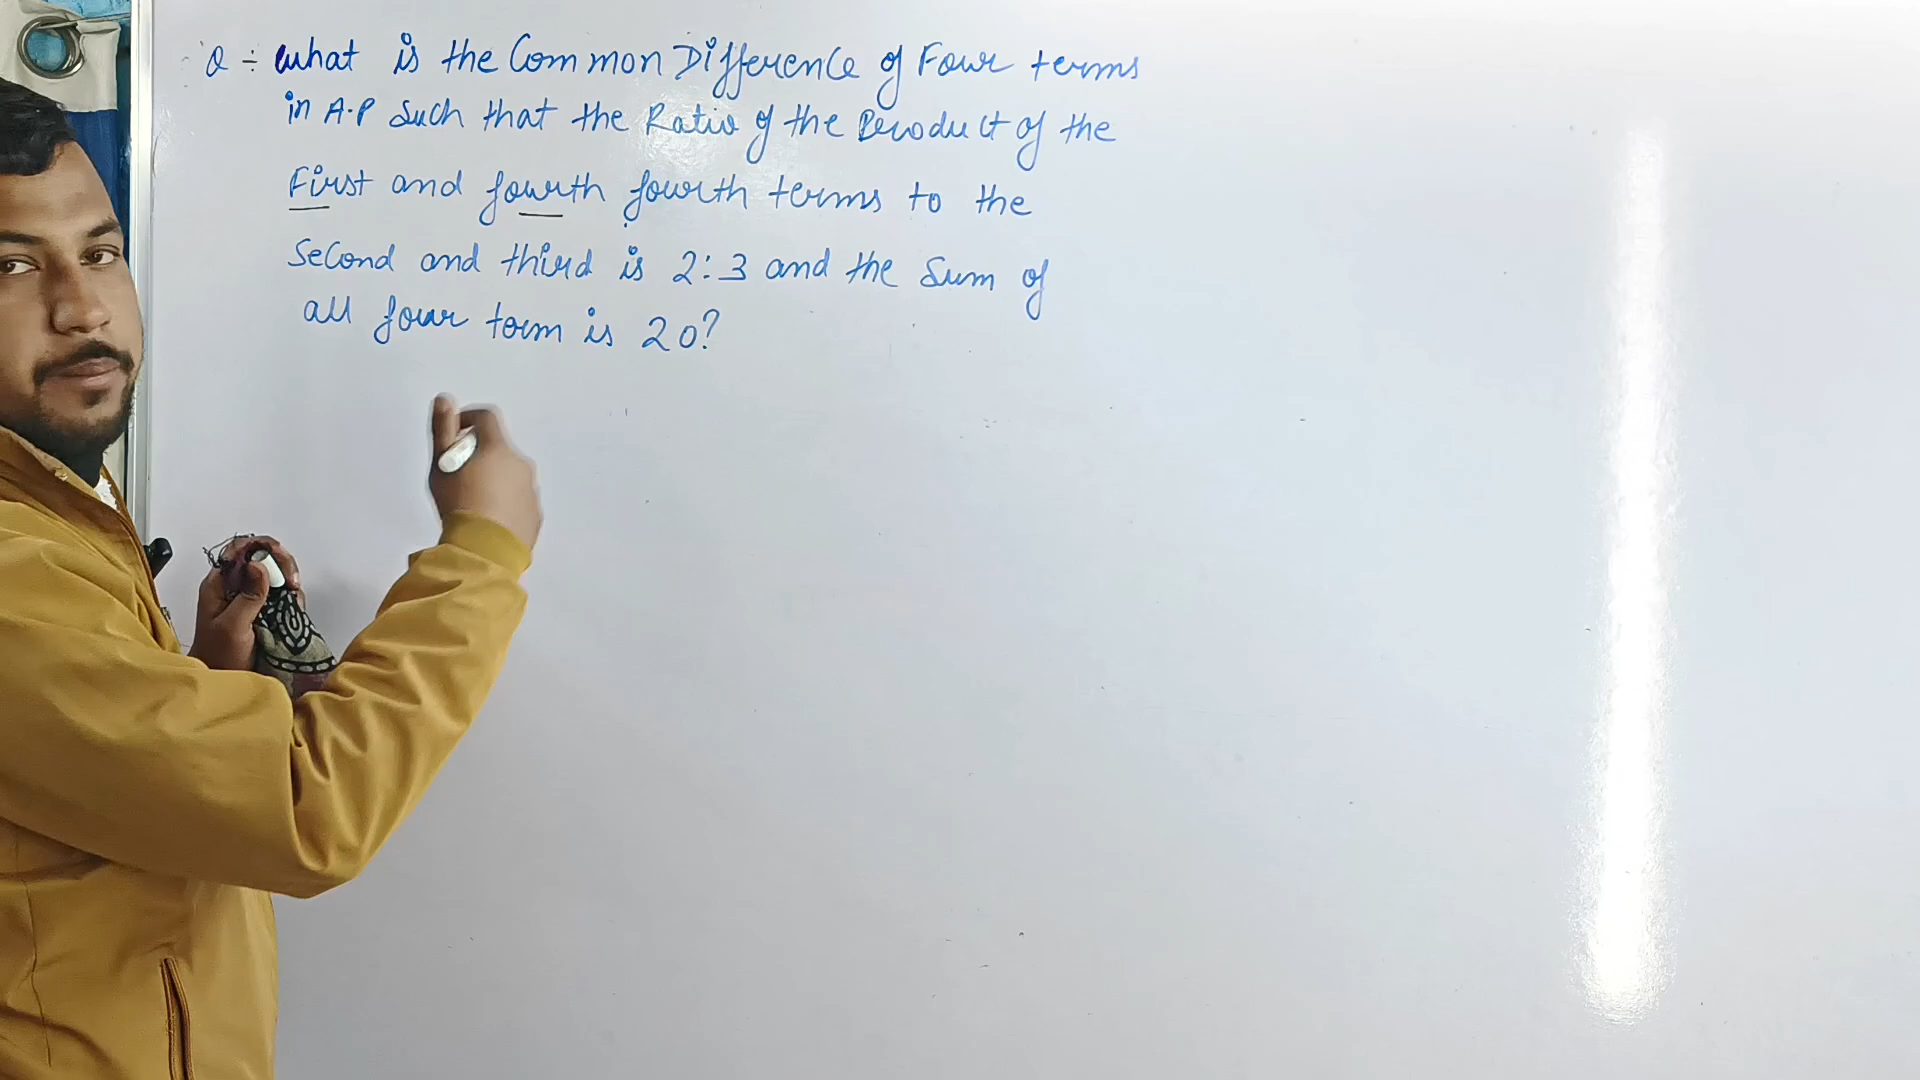 Q ÷ what is the Common Difference of Four terms
in A.P Such that the Ratio of the Product of the
First and fourth fourth terms to the
Second and third is 2:3 and the Sum of
all four term is 20?